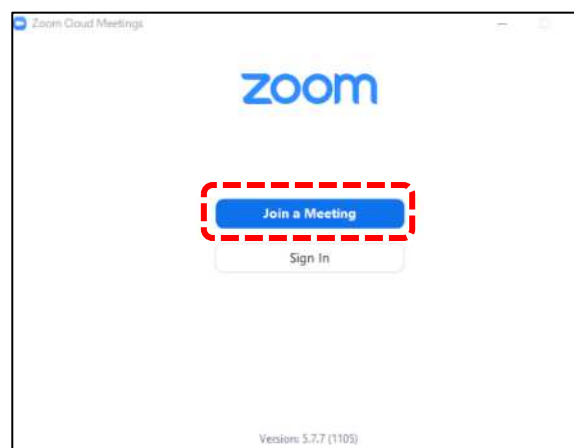 Zoom Cloud Meetings
zoom
Join a Meeting
Sign In
Version: 5.7.7 (1105)